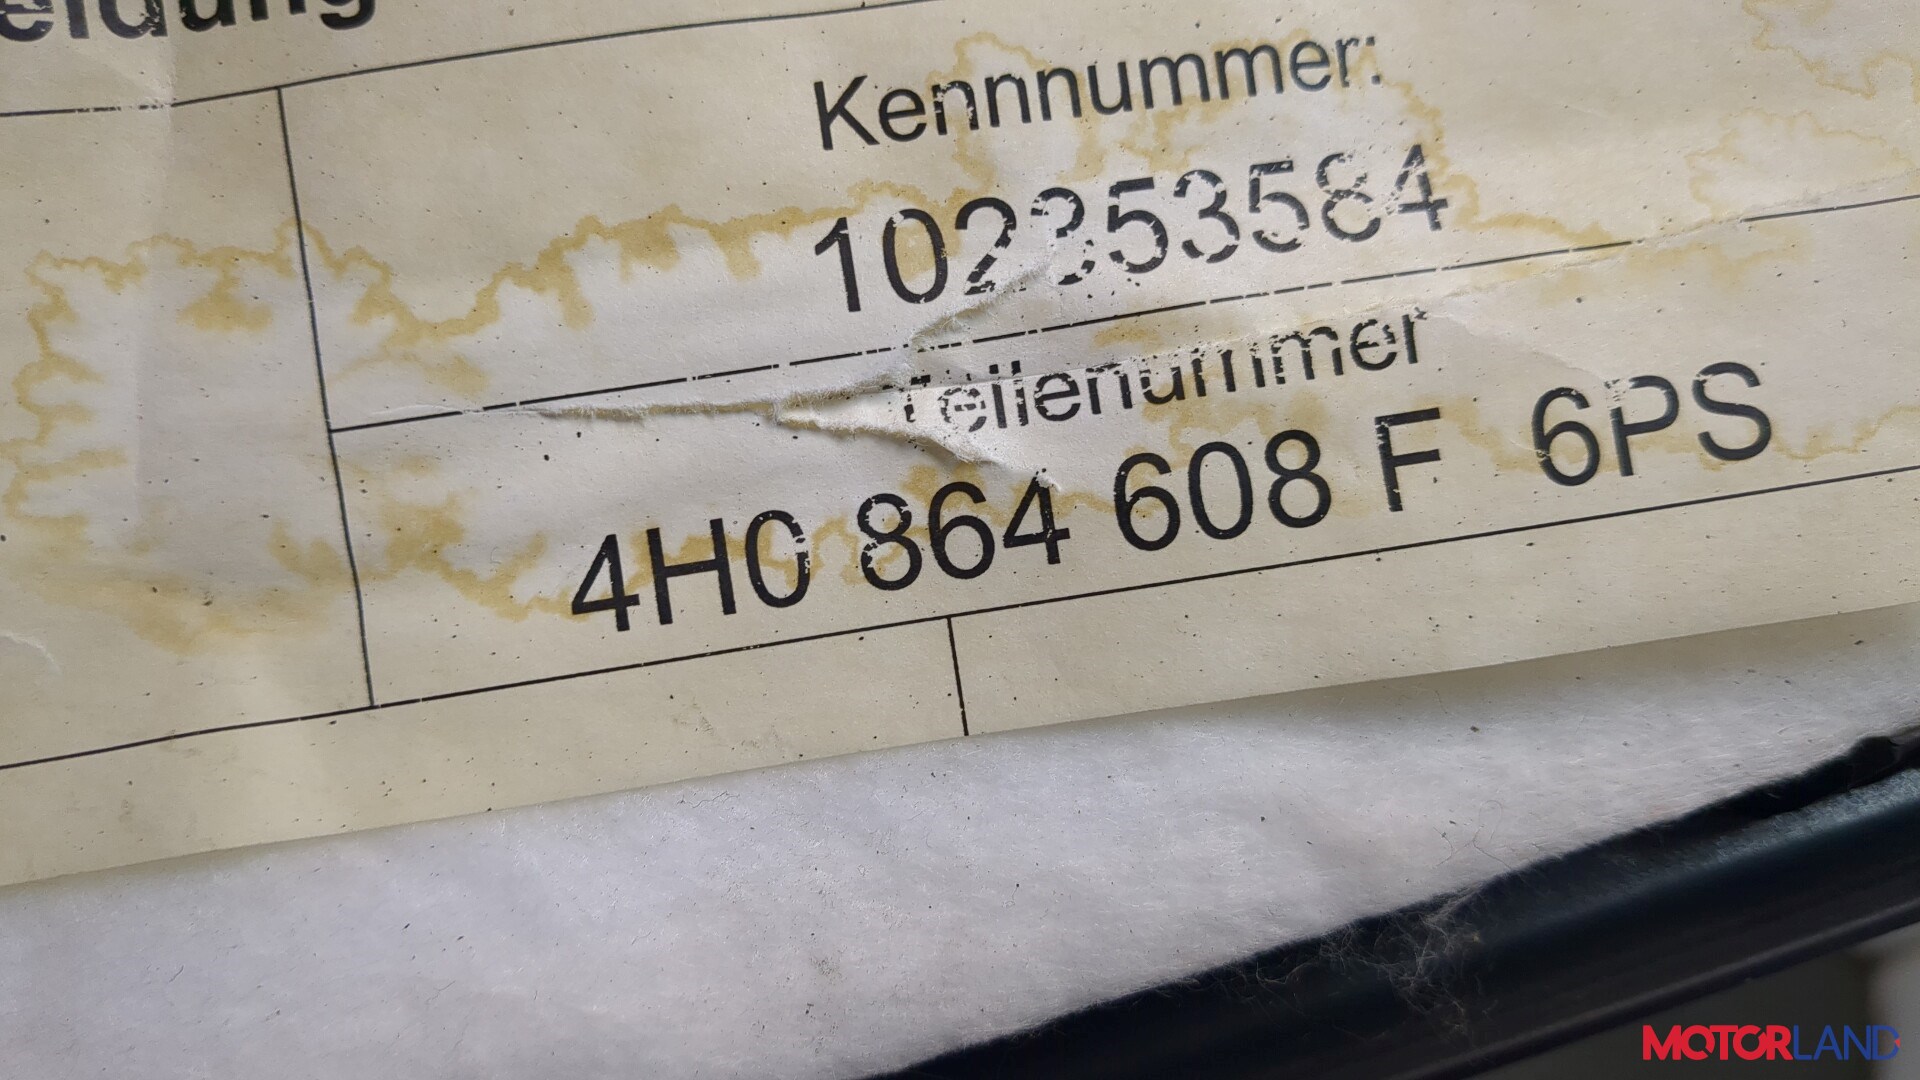 Kennnummer:
102353584
Teilenummer
4H0 864 608 F 6PS
MOTORLAND